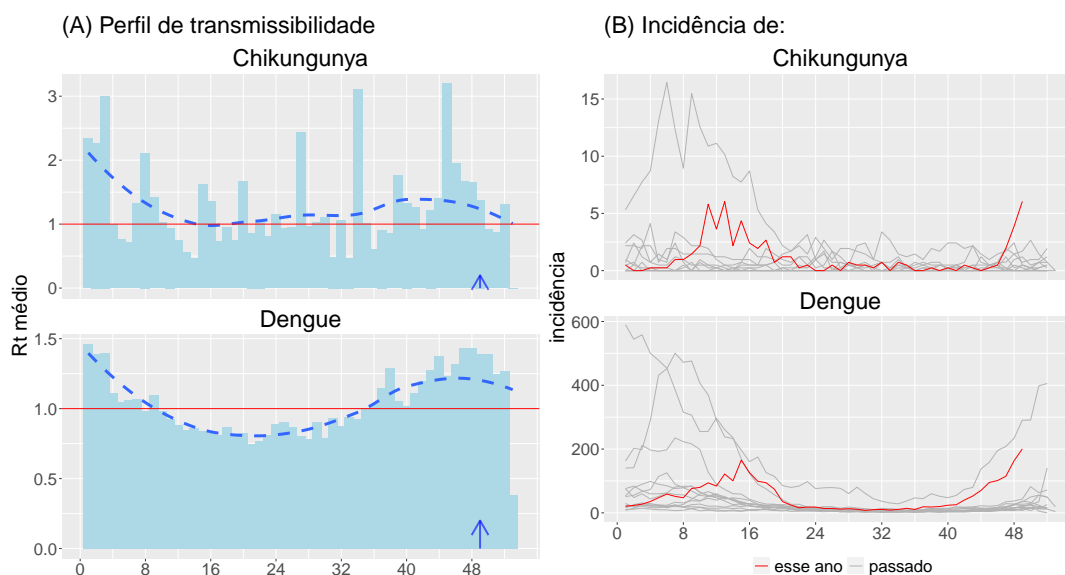 (A) Perfil de transmissibilidade
Chikungunya
3
2
1
0
Dengue
1.5
1.0
0.5
0.0
0 8 16 24 32 40 48
Rt médio
(B) Incidência de:
Chikungunya
15
10
5
0
Dengue
600
400
200
0
0 8 16 24 32 40 48
incidência
esse ano passado